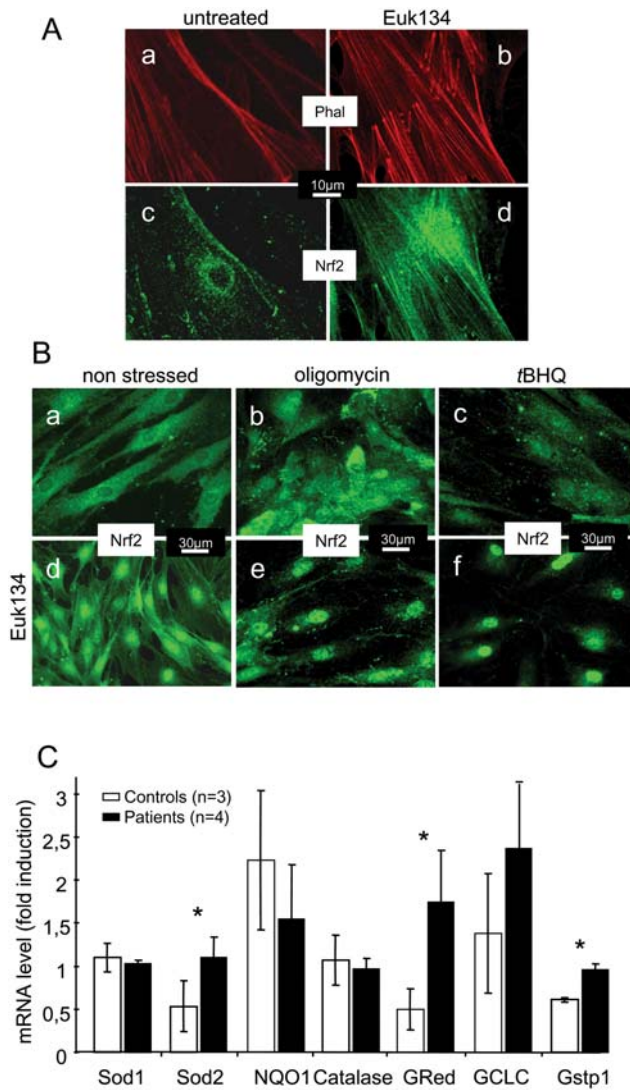 A
untreated Euk134
a b
Phal
10µm
c d
Nrf2
B
non stressed oligomycin tBHQ
a b c
Nrf2 30µm Nrf2 30µm Nrf2 30µm
d e f
Euk134
C
mRNA level (fold induction)
3
2,5
2
1,5
1
0,5
0
Controls (n=3)
Patients (n=4)
* * *
Sod1 Sod2 NQO1 Catalase GRed GCLC Gstp1